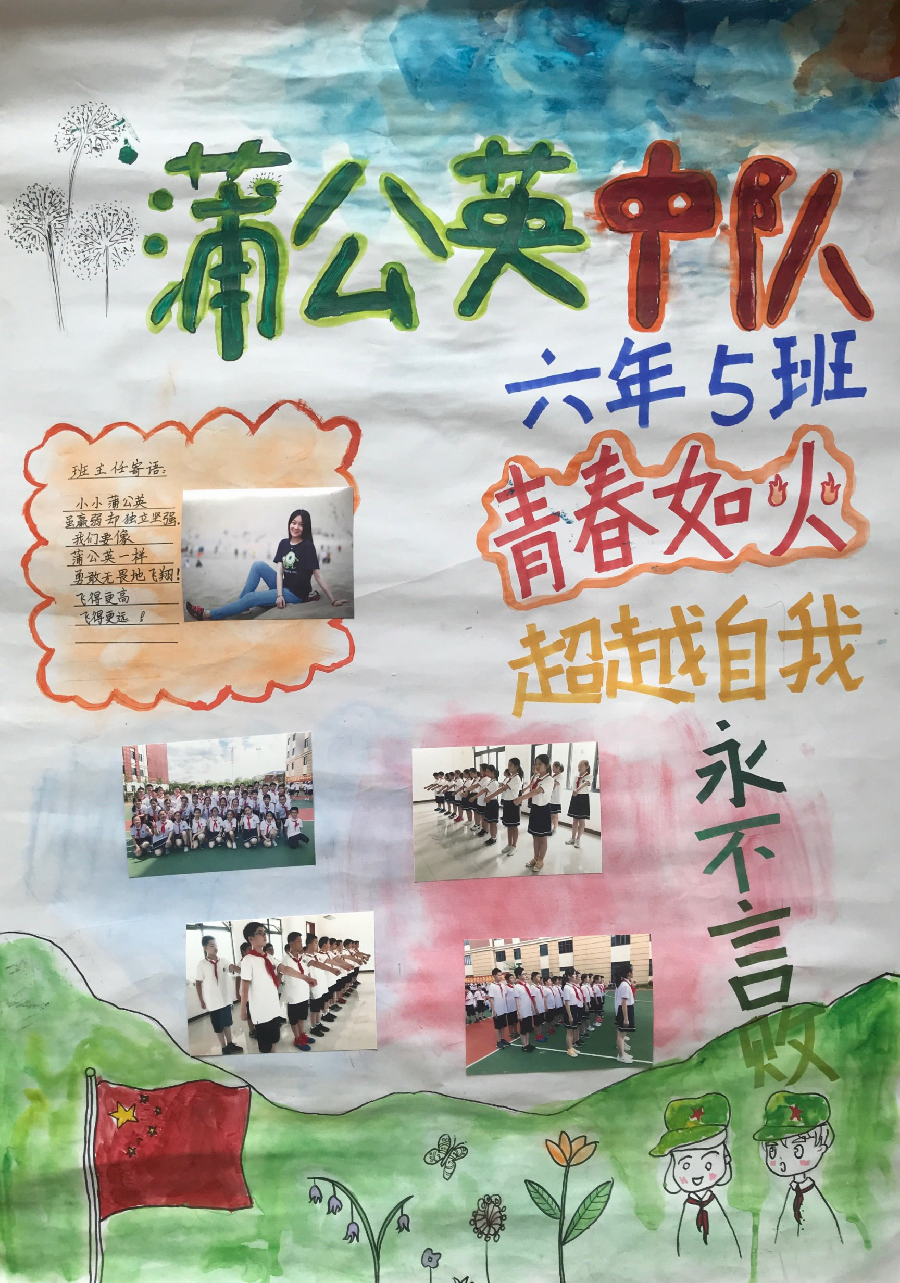 蒲公英中队
六年5班
青春如火
超越自我
永不言败
班主任寄语:
小小蒲公英
虽羸弱却独立坚强,
我们要像
蒲公英一样
勇敢无畏地飞翔!
飞得更高
飞得更远!